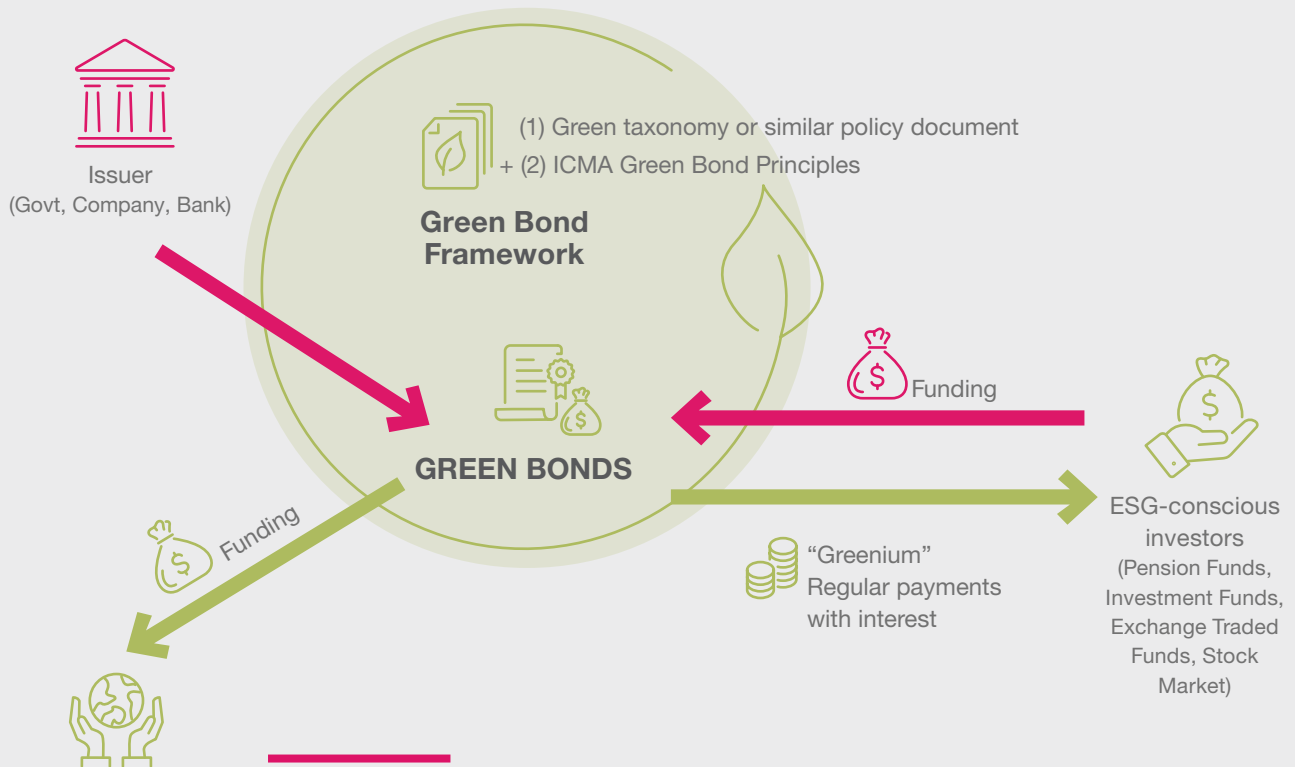 Issuer
(Govt, Company, Bank)
(1) Green taxonomy or similar policy document
+ (2) ICMA Green Bond Principles
Green Bond
Framework
$
Funding
$
$
GREEN BONDS
$
Funding
"Greenium"
Regular payments
with interest
ESG-conscious
investors
(Pension Funds,
Investment Funds,
Exchange Traded
Funds, Stock
Market)